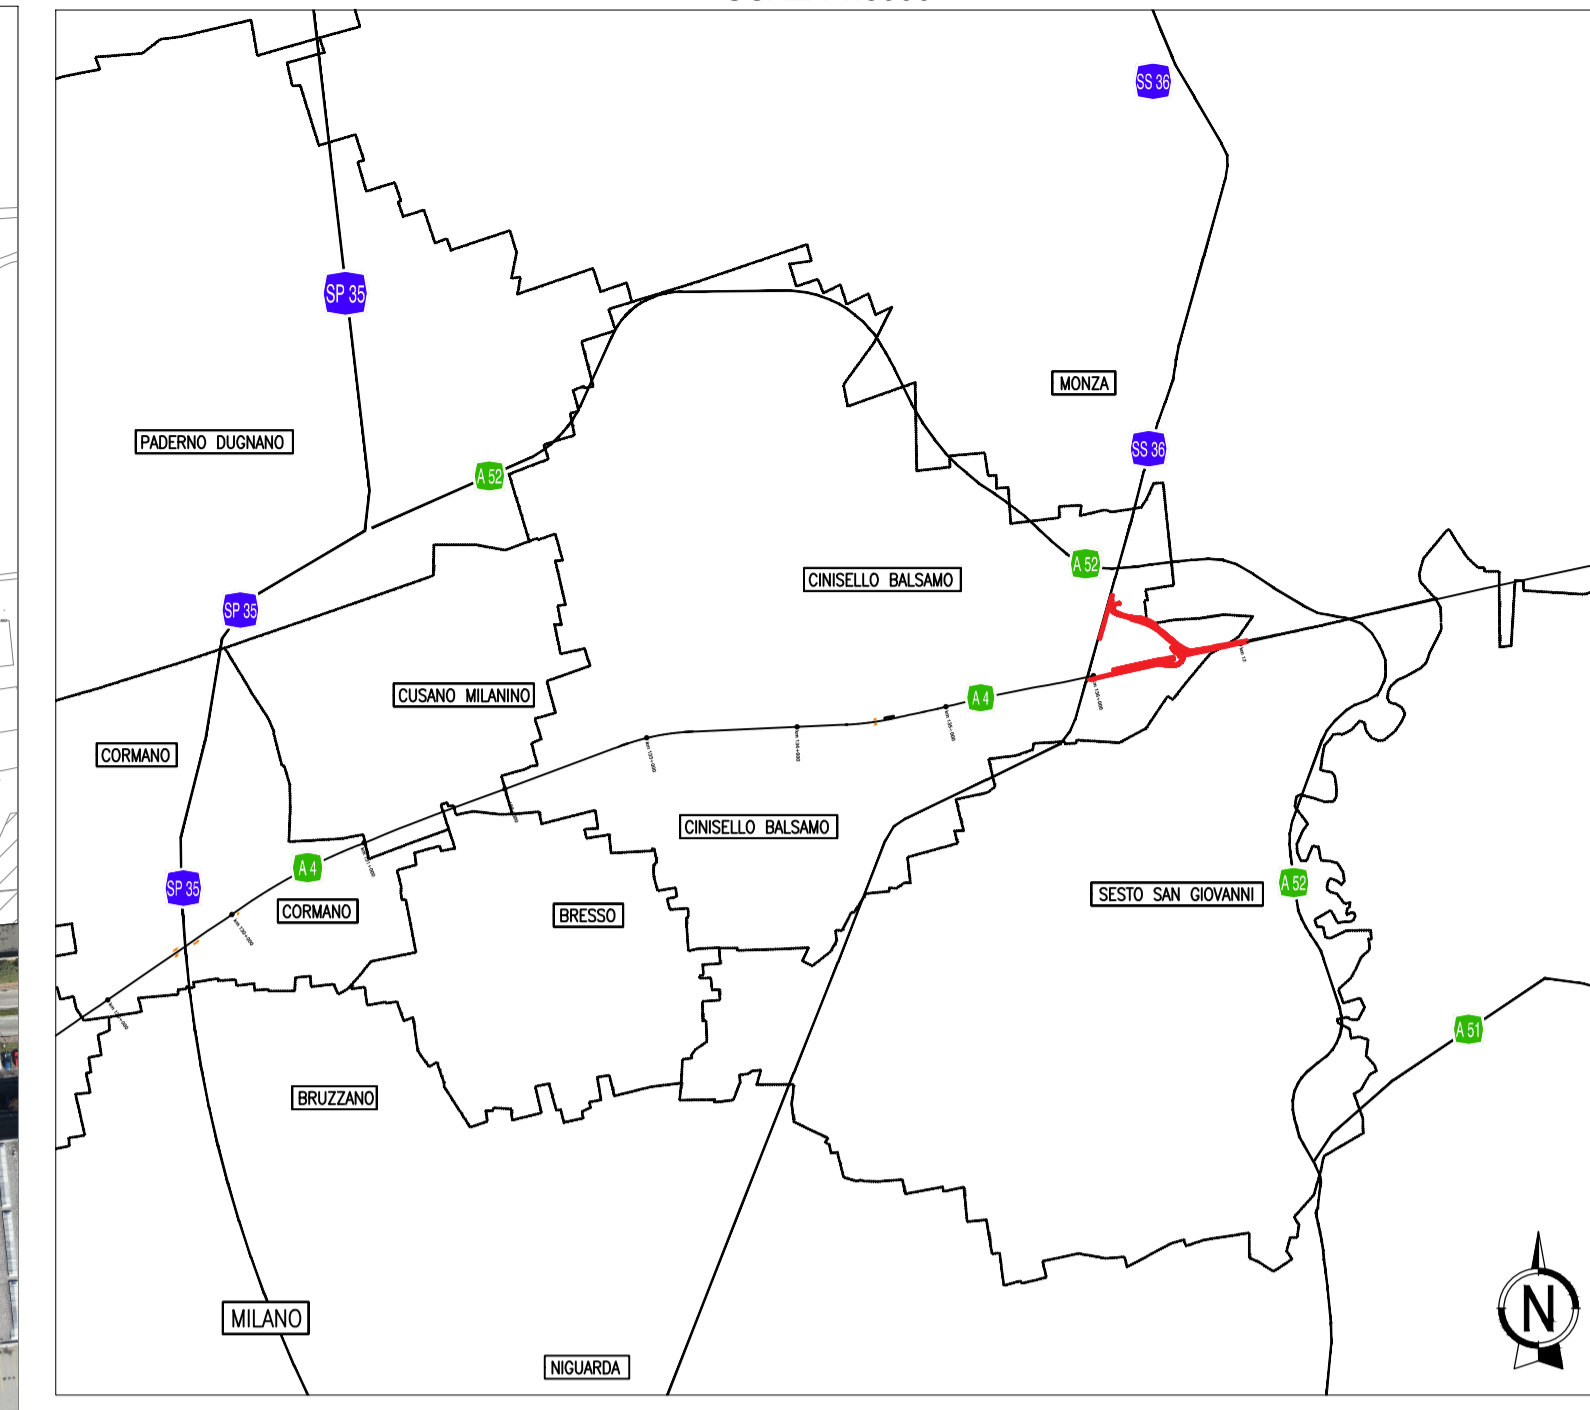 SS 36
SP 35
MONZA
PADERNO DUGNANO
SS 36
A 52
A 52
CINISELLO BALSAMO
SP 35
CUSANO MILANINO
A 4
CORMANO
CINISELLO BALSAMO
A 4
SP 35
CORMANO
BRESSO
SESTO SAN GIOVANNI
A 52
A 51
BRUZZANO
MILANO
NIGUARDA
N